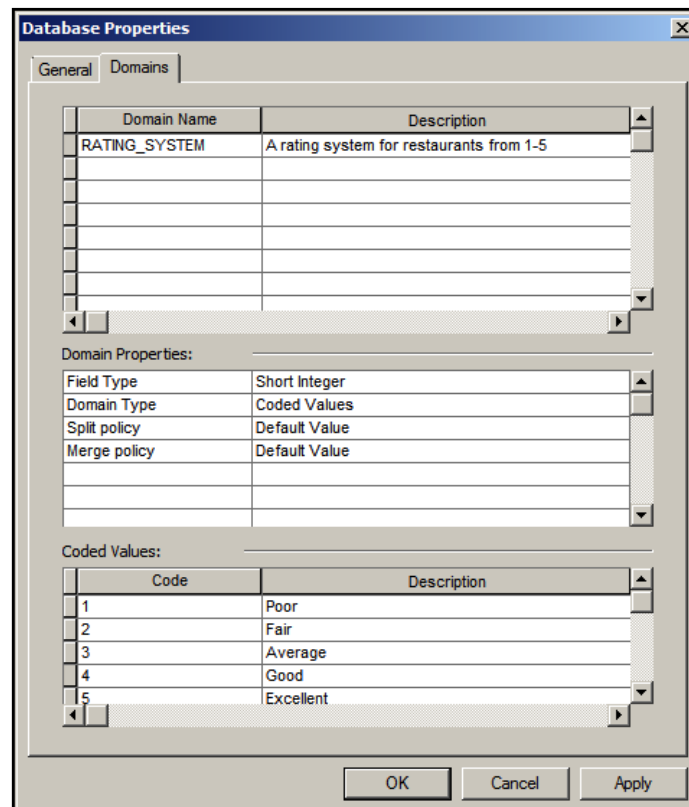 Database Properties
General Domains
Domain Name Description
RATING_SYSTEM A rating system for restaurants from 1-5
Domain Properties:
Field Type Short Integer
Domain Type Coded Values
Split policy Default Value
Merge policy Default Value
Coded Values:
Code Description
1 Poor
2 Fair
3 Average
4 Good
5 Excellent
OK Cancel Apply